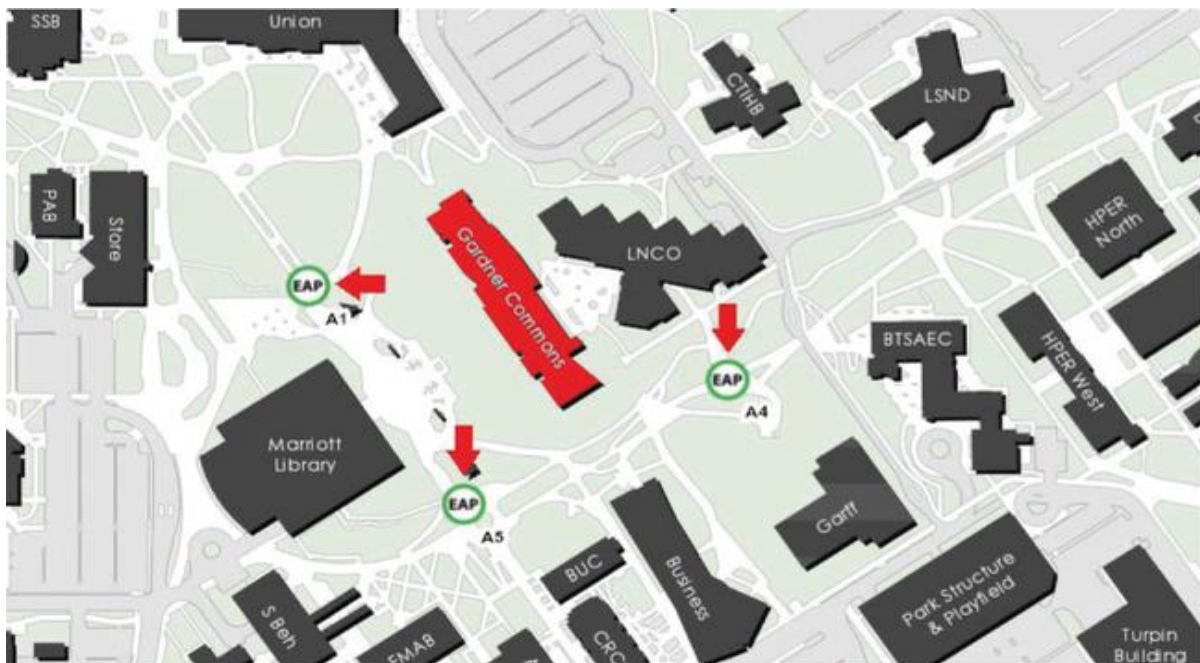 SSB
Union
CTIHB
LSND
PAB
Store
Gardner Commons
LNCO
HPER
North
EAP
A1
BTSAEC
HPER West
EAP
A4
Marriott
Library
EAP
A5
Garff
BUC
Business
Park Structure
& Playfield
S Beh
CRC
Turpin
Building